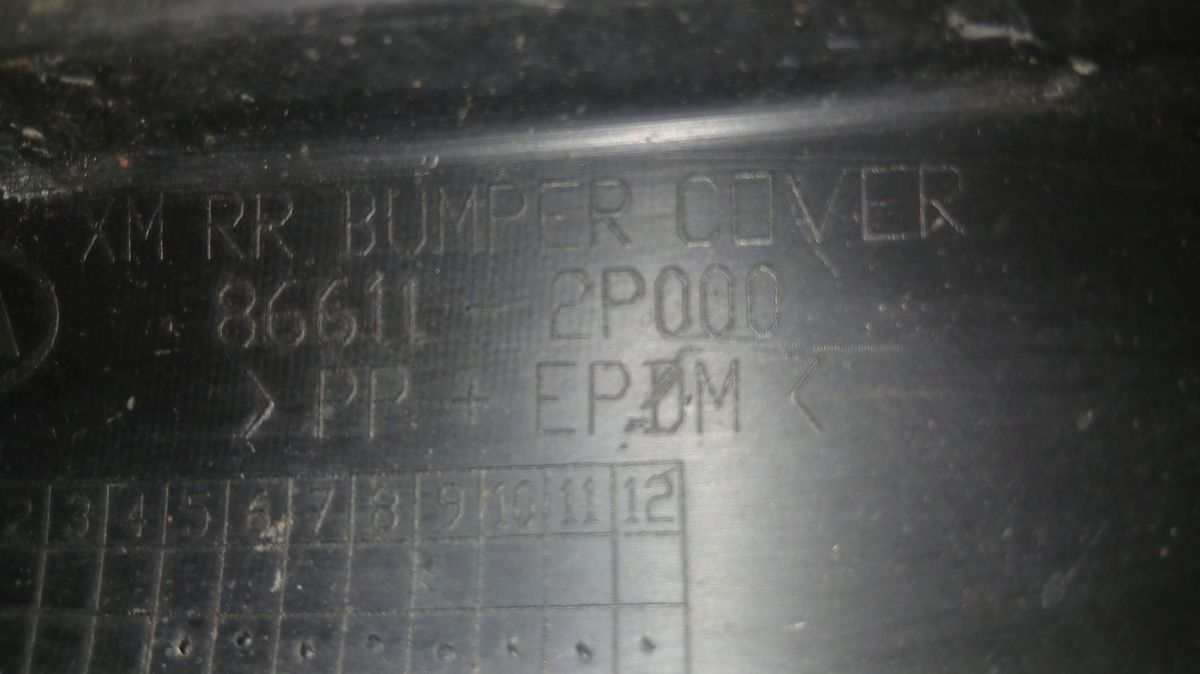 XM RR BUMPER COVER
86611 - 2P000
>PP + EPDM<
2 3 4 5 6 7 8 9 10 11 12